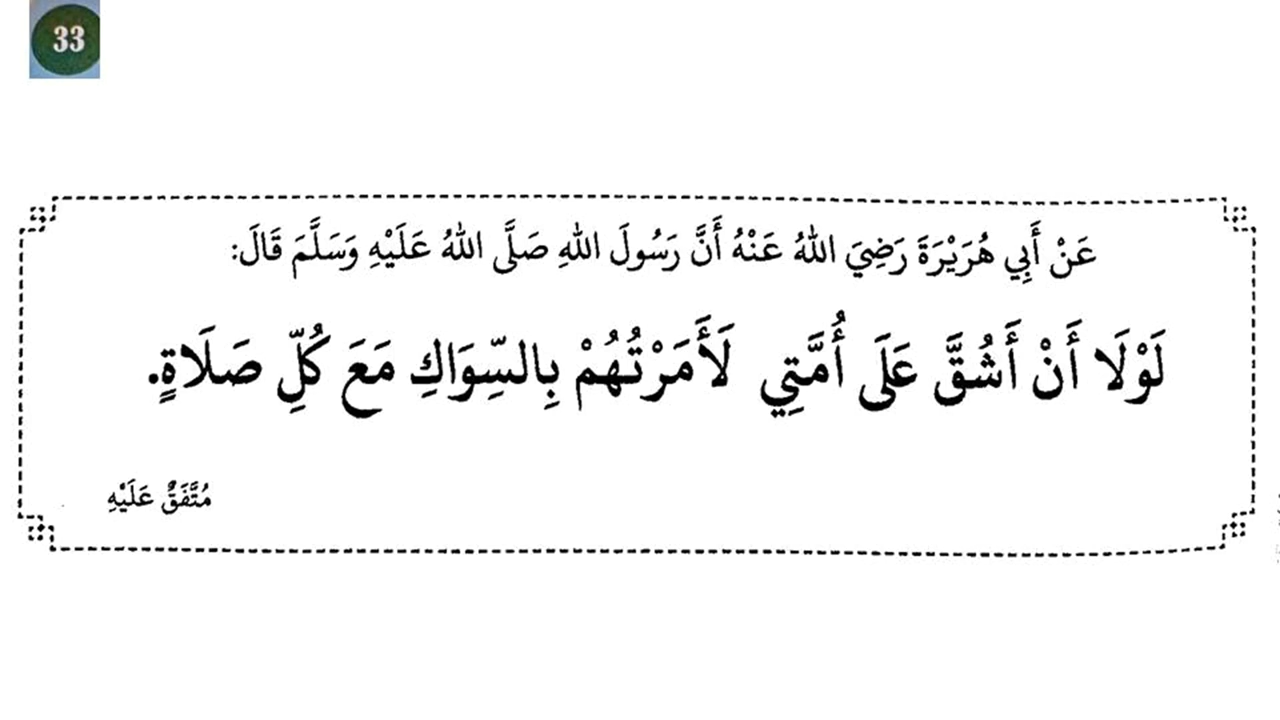 33
عَنْ أَبِي هُرَيْرَةَ رَضِيَ اللهُ عَنْهُ أَنَّ رَسُولَ اللهِ صَلَّى اللهُ عَلَيْهِ وَسَلَّمَ قَالَ:
لَوْلَا أَنْ أَشُقَّ عَلَى أُمَّتِي لَأَمَرْتُهُمْ بِالسِّوَاكِ مَعَ كُلِّ صَلَاةٍ.
مُتَّفَقٌ عَلَيْهِ